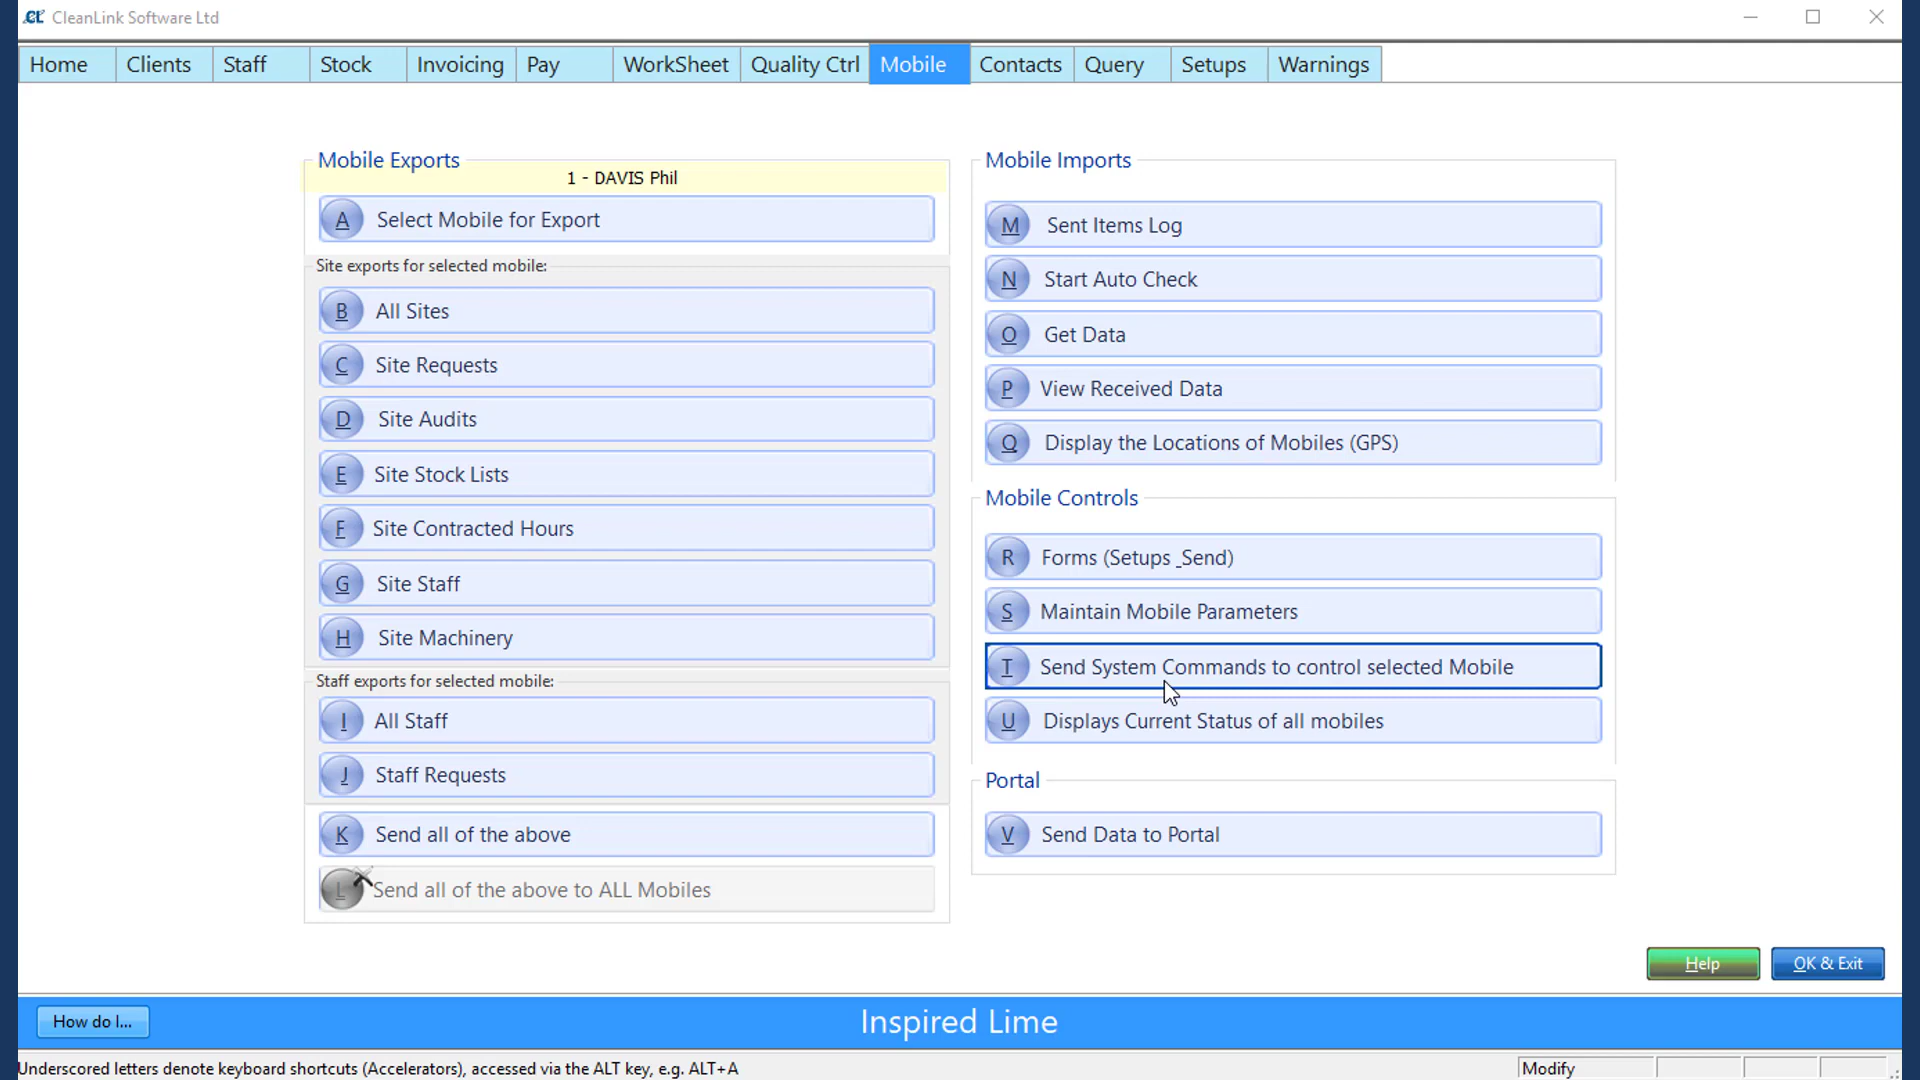 CL CleanLink Software Ltd
Home Clients Staff Stock Invoicing Pay WorkSheet Quality Ctrl Mobile Contacts Query Setups Warnings
Mobile Exports
1 - DAVIS Phil
A Select Mobile for Export
Site exports for selected mobile:
B All Sites
C Site Requests
D Site Audits
E Site Stock Lists
F Site Contracted Hours
G Site Staff
H Site Machinery
Staff exports for selected mobile:
I All Staff
J Staff Requests
K Send all of the above
L Send all of the above to ALL Mobiles
Mobile Imports
M Sent Items Log
N Start Auto Check
O Get Data
P View Received Data
Q Display the Locations of Mobiles (GPS)
Mobile Controls
R Forms (Setups _Send)
S Maintain Mobile Parameters
T Send System Commands to control selected Mobile
U Displays Current Status of all mobiles
Portal
V Send Data to Portal
Help OK & Exit
How do I... Inspired Lime
Underscored letters denote keyboard shortcuts (Accelerators), accessed via the ALT key, e.g. ALT+A Modify